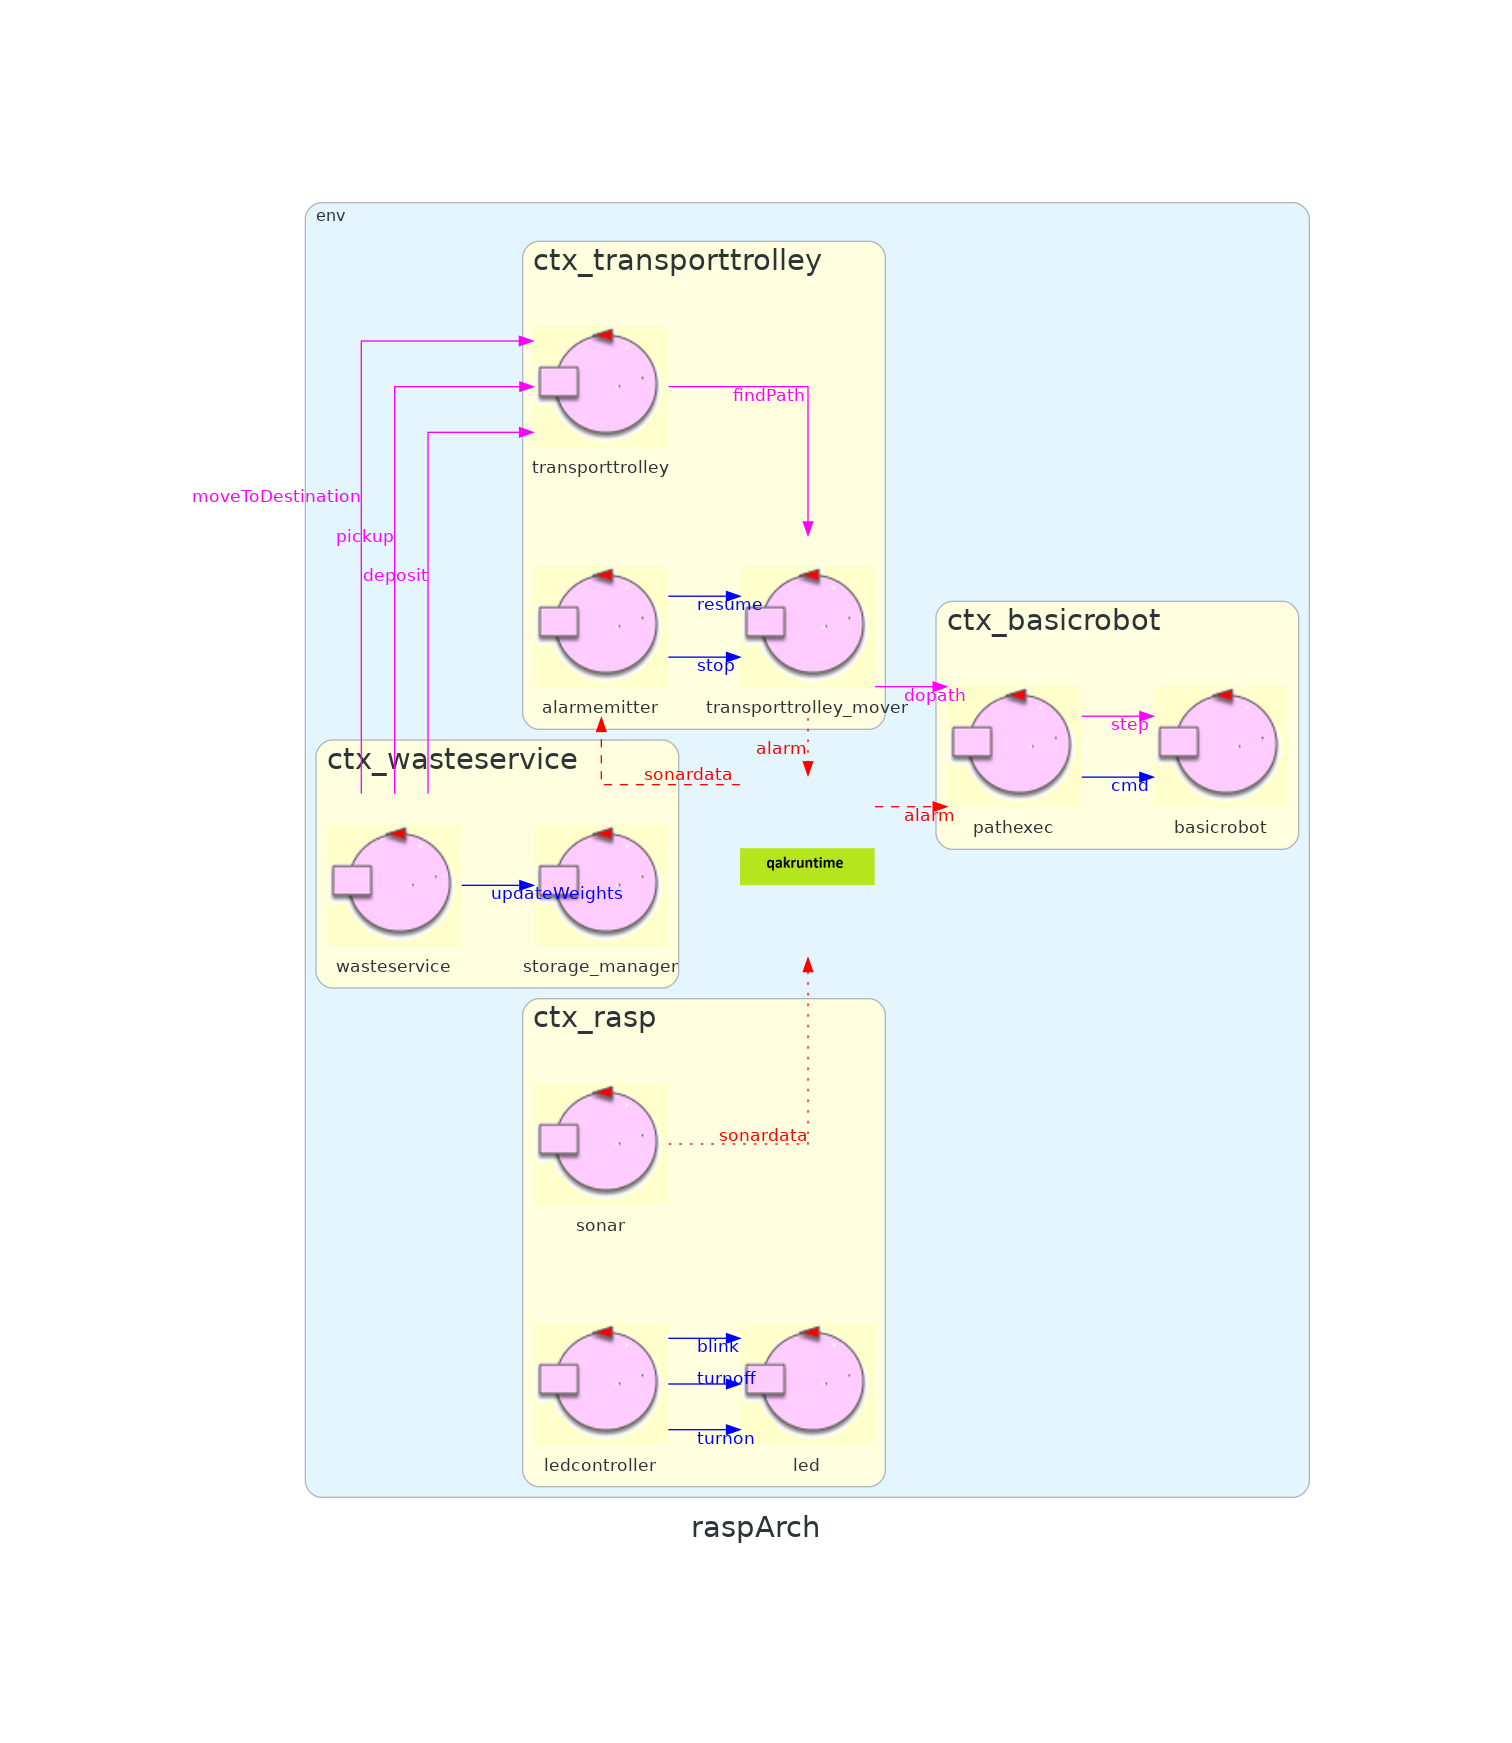 env
ctx_transporttrolley
findPath
transporttrolley
moveToDestination
pickup
deposit
resume
stop
alarmemitter
transporttrolley_mover
ctx_basicrobot
dopath
step
cmd
alarm
pathexec
basicrobot
alarm
sonardata
ctx_wasteservice
updateWeights
wasteservice
storage_manager
qakruntime
ctx_rasp
sonardata
sonar
blink
turnoff
turnon
ledcontroller
led
raspArch